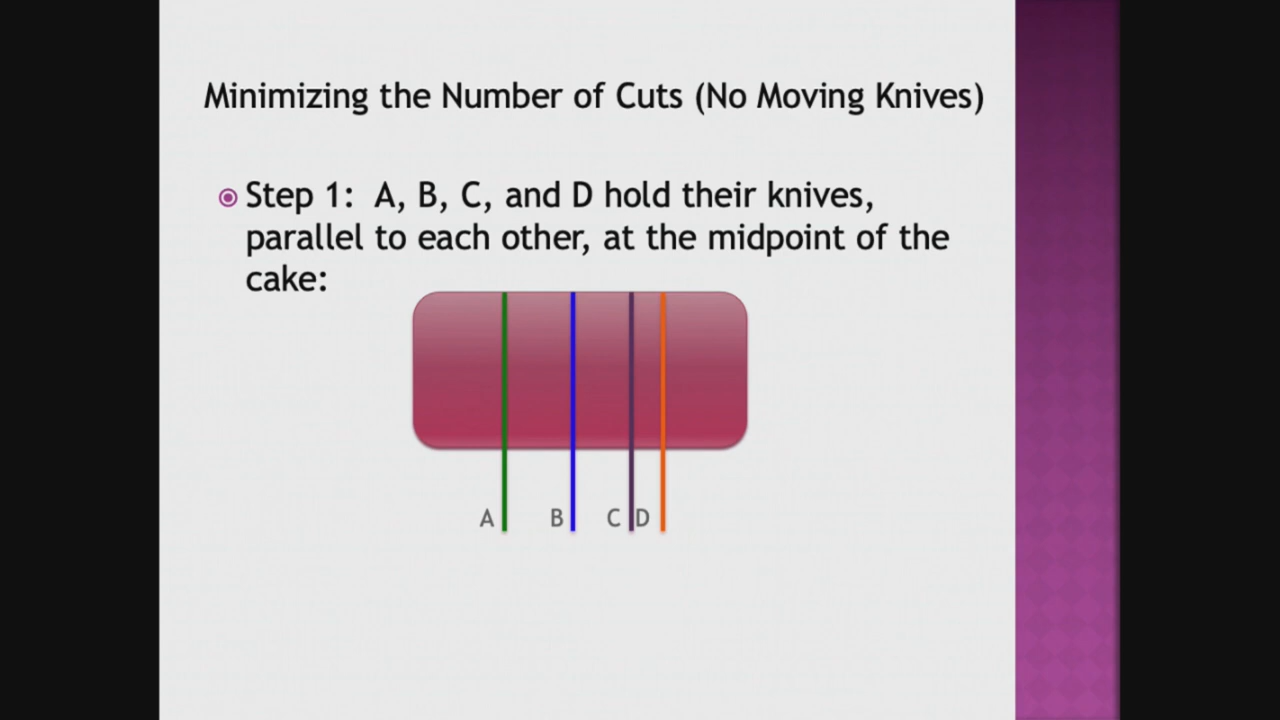 Minimizing the Number of Cuts (No Moving Knives)
Step 1: A, B, C, and D hold their knives,
parallel to each other, at the midpoint of the
cake:
A B C D